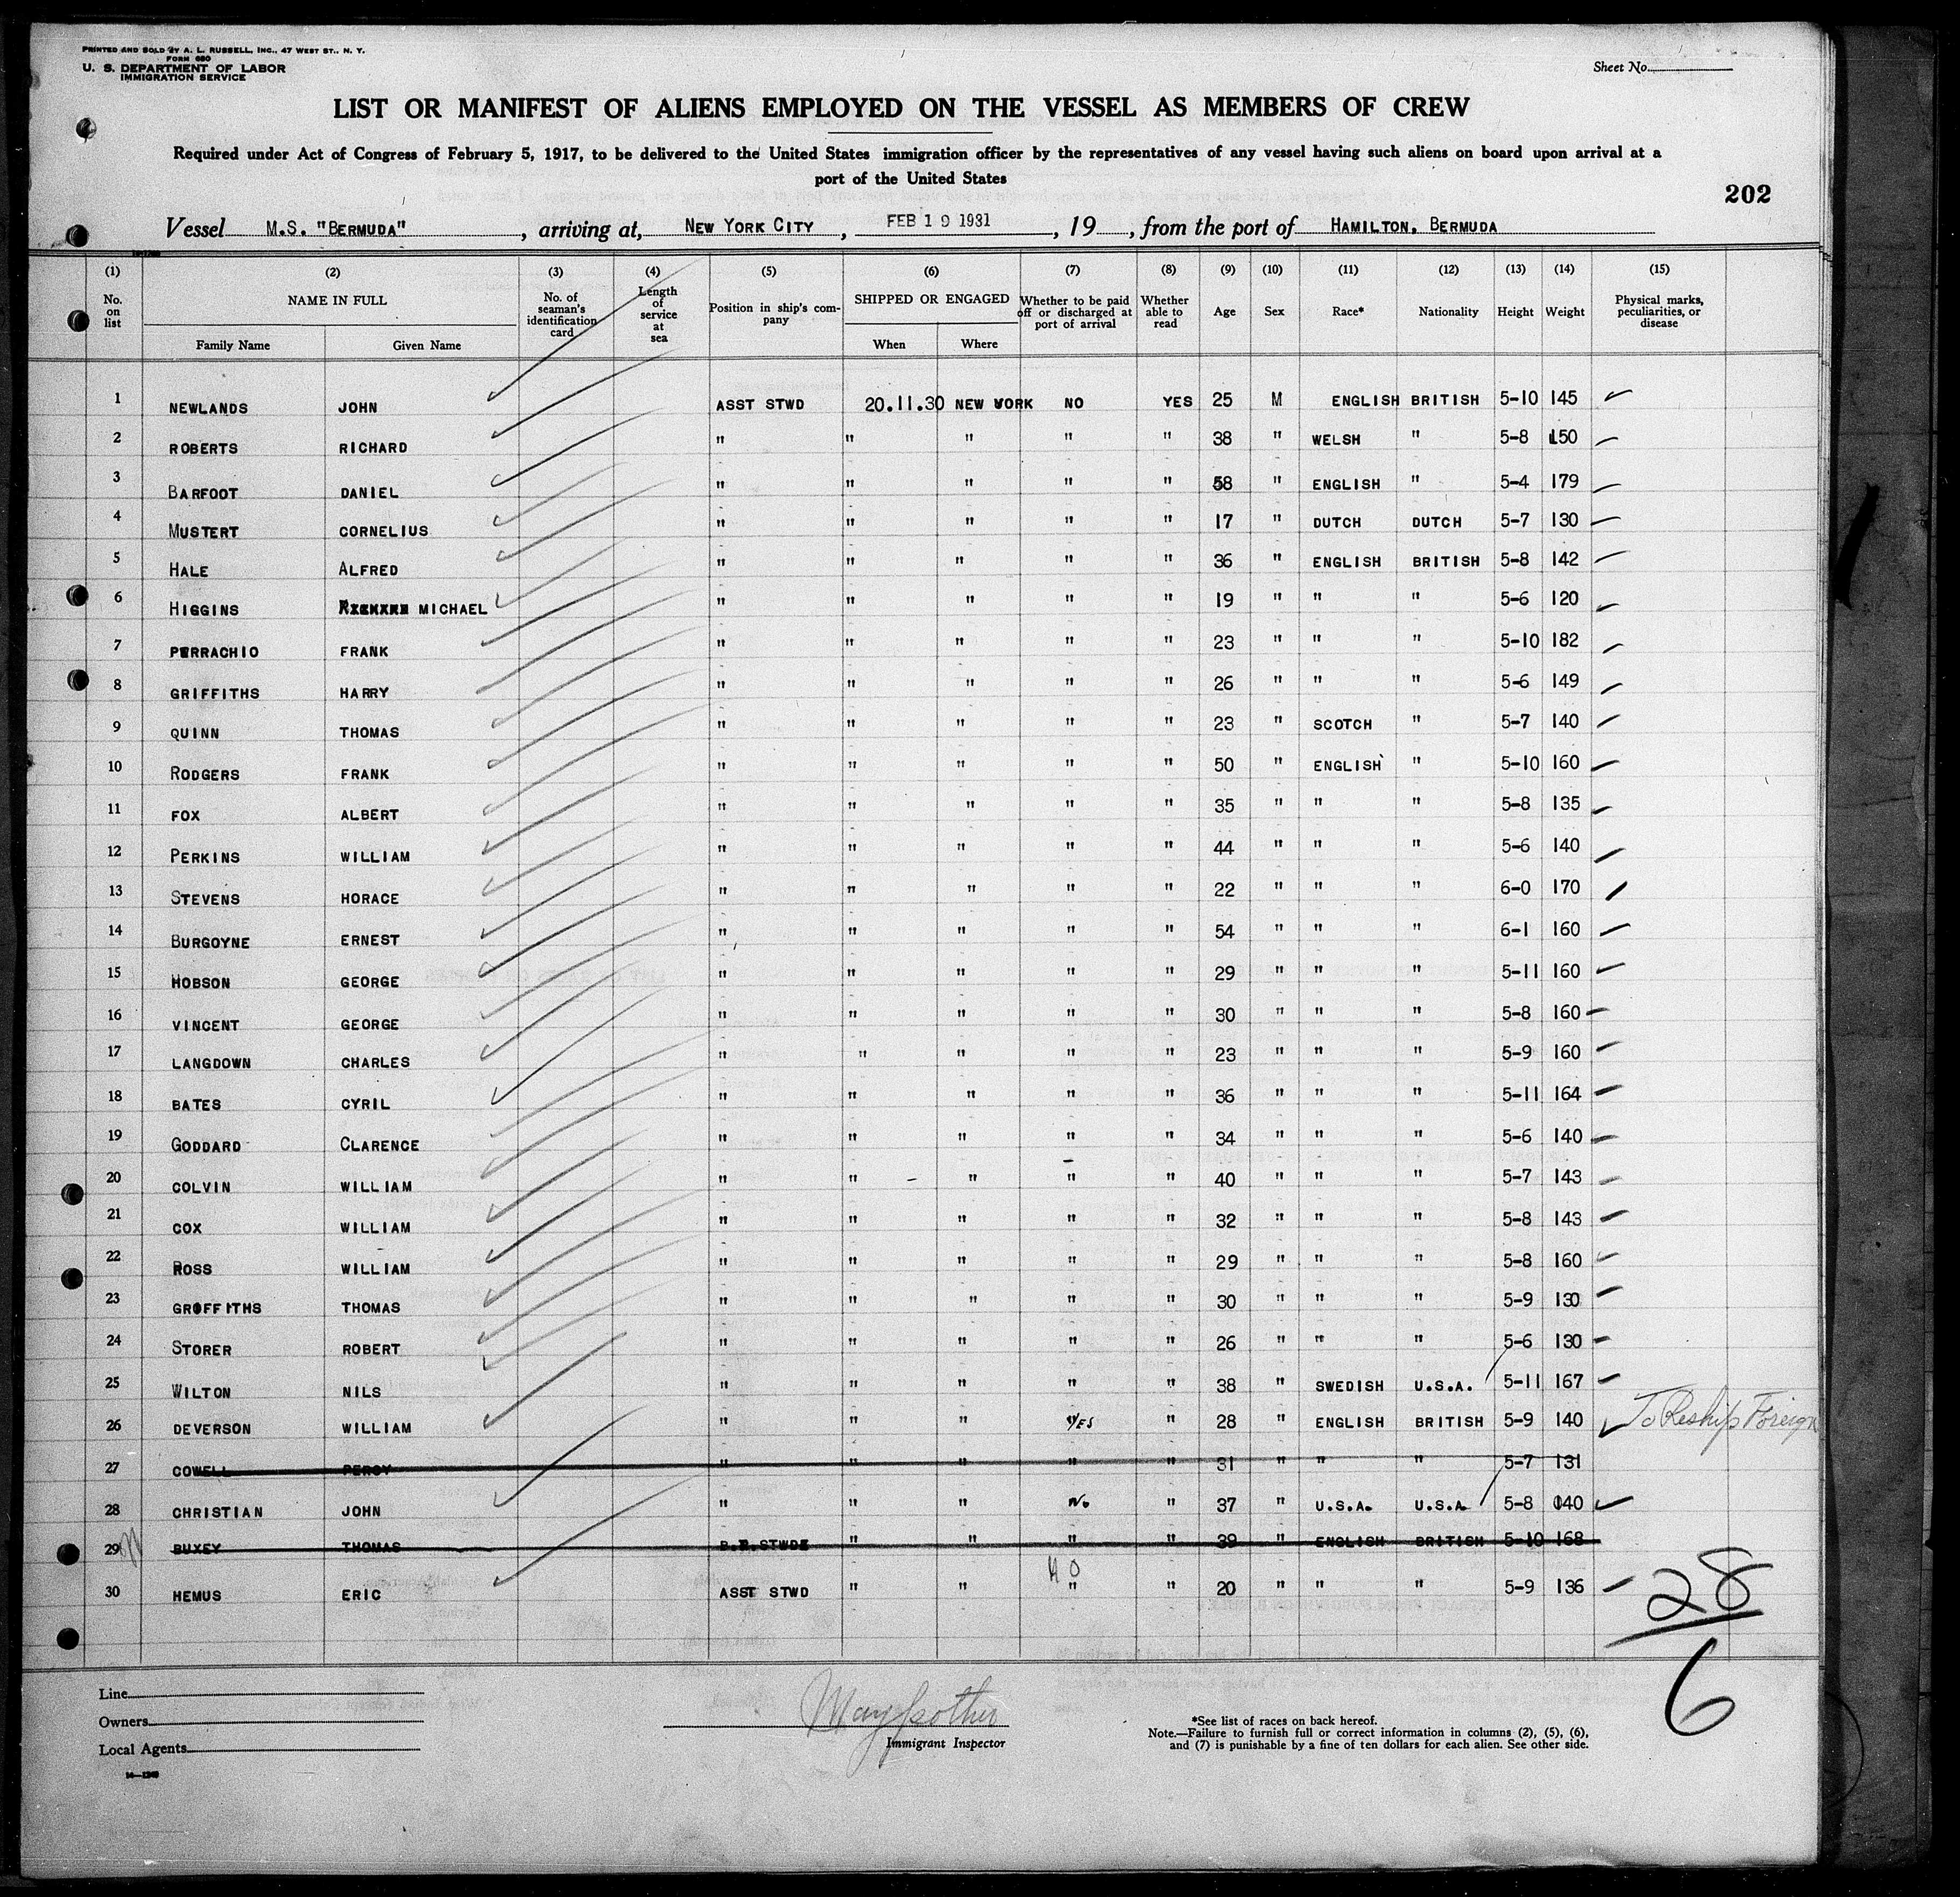 PRINTED AND SOLD BY A. L. RUSSELL, INC., 47 WEST ST., N. Y.
FORM 680
U. S. DEPARTMENT OF LABOR
IMMIGRATION SERVICE
Sheet No.
LIST OR MANIFEST OF ALIENS EMPLOYED ON THE VESSEL AS MEMBERS OF CREW
Required under Act of Congress of February 5, 1917, to be delivered to the United States immigration officer by the representatives of any vessel having such aliens on board upon arrival at a
port of the United States
202
Vessel M.S. "BERMUDA", arriving at, NEW YORK CITY, FEB 19 1931, 19 , from the port of HAMILTON, BERMUDA
(1) (2) (3) (4) (5) (6) (7) (8) (9) (10) (11) (12) (13) (14) (15)
No. on list NAME IN FULL Family Name Given Name No. of seaman's identification card Length of service at sea Position in ship's company SHIPPED OR ENGAGED When Where Whether to be paid off or discharged at port of arrival Whether able to read Age Sex Race* Nationality Height Weight Physical marks, peculiarities, or disease
1 NEWLANDS JOHN ASST STWD 20.11.30 NEW YORK NO YES 25 M ENGLISH BRITISH 5-10 145
2 ROBERTS RICHARD " " " " " 38 " WELSH " 5-8 150
3 BARFOOT DANIEL " " " " " 58 " ENGLISH " 5-4 179
4 MUSTERT CORNELIUS " " " " " 17 " DUTCH DUTCH 5-7 130
5 HALE ALFRED " " " " " 36 " ENGLISH BRITISH 5-8 142
6 HIGGINS MICHAEL " " " " " 19 " " " 5-6 120
7 PERRACHIO FRANK " " " " " 23 " " " 5-10 182
8 GRIFFITHS HARRY " " " " " 26 " " " 5-6 149
9 QUINN THOMAS " " " " " 23 " SCOTCH " 5-7 140
10 RODGERS FRANK " " " " " 50 " ENGLISH " 5-10 160
11 FOX ALBERT " " " " " 35 " " " 5-8 135
12 PERKINS WILLIAM " " " " " 44 " " " 5-6 140
13 STEVENS HORACE " " " " " 22 " " " 6-0 170
14 BURGOYNE ERNEST " " " " " 54 " " " 6-1 160
15 HOBSON GEORGE " " " " " 29 " " " 5-11 160
16 VINCENT GEORGE " " " " " 30 " " " 5-8 160
17 LANGDOWN CHARLES " " " " " 23 " " " 5-9 160
18 BATES CYRIL " " " " " 36 " " " 5-11 164
19 GODDARD CLARENCE " " " " " 34 " " " 5-6 140
20 COLVIN WILLIAM " " " " " 40 " " " 5-7 143
21 COX WILLIAM " " " " " 32 " " " 5-8 143
22 ROSS WILLIAM " " " " " 29 " " " 5-8 160
23 GRIFFITHS THOMAS " " " " " 30 " " " 5-9 130
24 STORER ROBERT " " " " " 26 " " " 5-6 130
25 WILTON NILS " " " " " 38 " SWEDISH U.S.A. 5-11 167
26 DEVERSON WILLIAM " " " YES " 28 " ENGLISH BRITISH 5-9 140 To Reship Foreign
27 COWELL PERCY " " " " " 31 " " " 5-7 131
28 CHRISTIAN JOHN " " " No " 37 " U.S.A. U.S.A. 5-8 140
29 BUXEY THOMAS B.R.STWDE " " " " 39 " ENGLISH BRITISH 5-10 168
30 HEMUS ERIC ASST STWD " " NO " " 20 " " " 5-9 136
28
6
Line
Owners
Local Agents
14—1240
Immigrant Inspector
*See list of races on back hereof.
Note.—Failure to furnish full or correct information in columns (2), (5), (6),
and (7) is punishable by a fine of ten dollars for each alien. See other side.